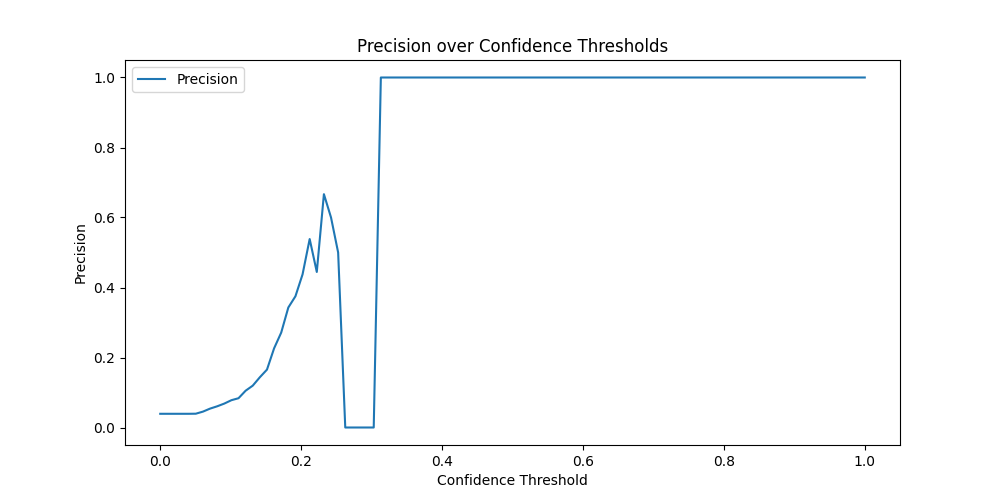 Precision over Confidence Thresholds
Precision
1.0
0.8
0.6
0.4
0.2
0.0
Precision
0.0 0.2 0.4 0.6 0.8 1.0
Confidence Threshold